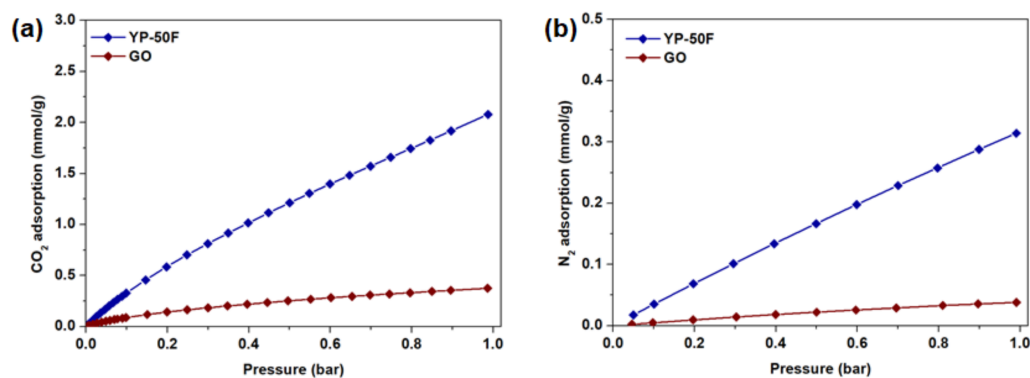 (a)
YP-50F
GO
3.0
2.5
2.0
1.5
1.0
0.5
0.0
CO2 adsorption (mmol/g)
0.0 0.2 0.4 0.6 0.8 1.0
Pressure (bar)
(b)
YP-50F
GO
0.5
0.4
0.3
0.2
0.1
0.0
N2 adsorption (mmol/g)
0.0 0.2 0.4 0.6 0.8 1.0
Pressure (bar)